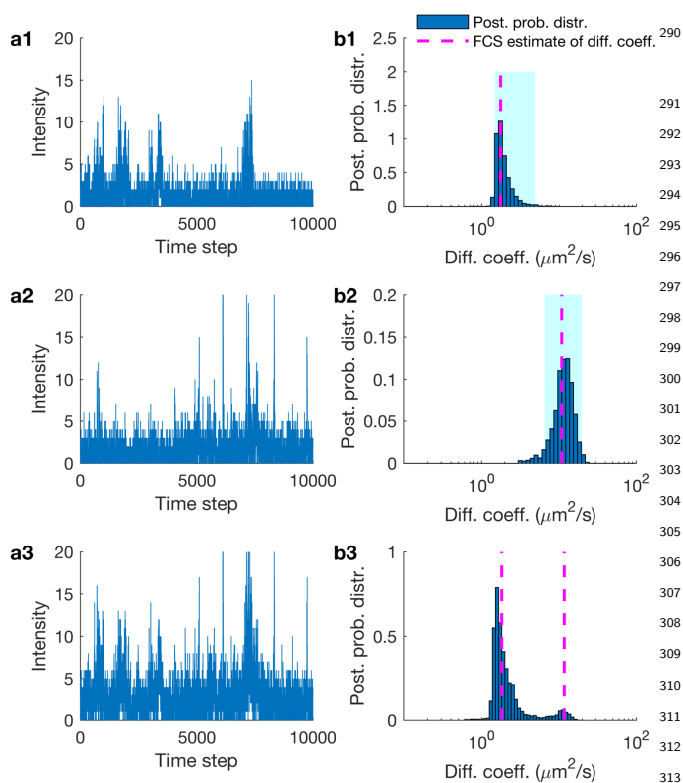 Post. prob. distr.
FCS estimate of diff. coeff.
a1
Intensity
20
15
10
5
0
0 5000 10000
Time step
b1
Post. prob. distr.
2.5
2
1.5
1
0.5
0
10^0 10^2
Diff. coeff. (μm^2/s)
a2
Intensity
20
15
10
5
0
0 5000 10000
Time step
b2
Post. prob. distr.
0.2
0.15
0.1
0.05
0
10^0 10^2
Diff. coeff. (μm^2/s)
a3
Intensity
20
15
10
5
0
0 5000 10000
Time step
b3
Post. prob. distr.
1
0.5
0
10^0 10^2
Diff. coeff. (μm^2/s)
290
291
292
293
294
295
296
297
298
299
300
301
302
303
304
305
306
307
308
309
310
311
312
313